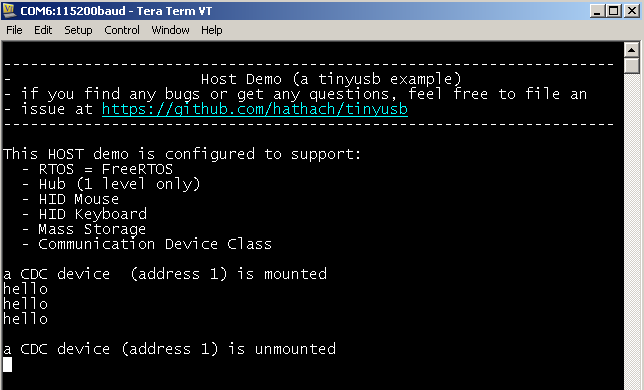 COM6:115200baud - Tera Term VT
File Edit Setup Control Window Help
--------------------------------------------------------------------
-                         Host Demo (a tinyusb example)
- if you find any bugs or get any questions, feel free to file an
- issue at https://github.com/hathach/tinyusb
--------------------------------------------------------------------
This HOST demo is configured to support:
- RTOS = FreeRTOS
- Hub (1 level only)
- HID Mouse
- HID Keyboard
- Mass Storage
- Communication Device Class
a CDC device  (address 1) is mounted
hello
hello
hello
a CDC device (address 1) is unmounted